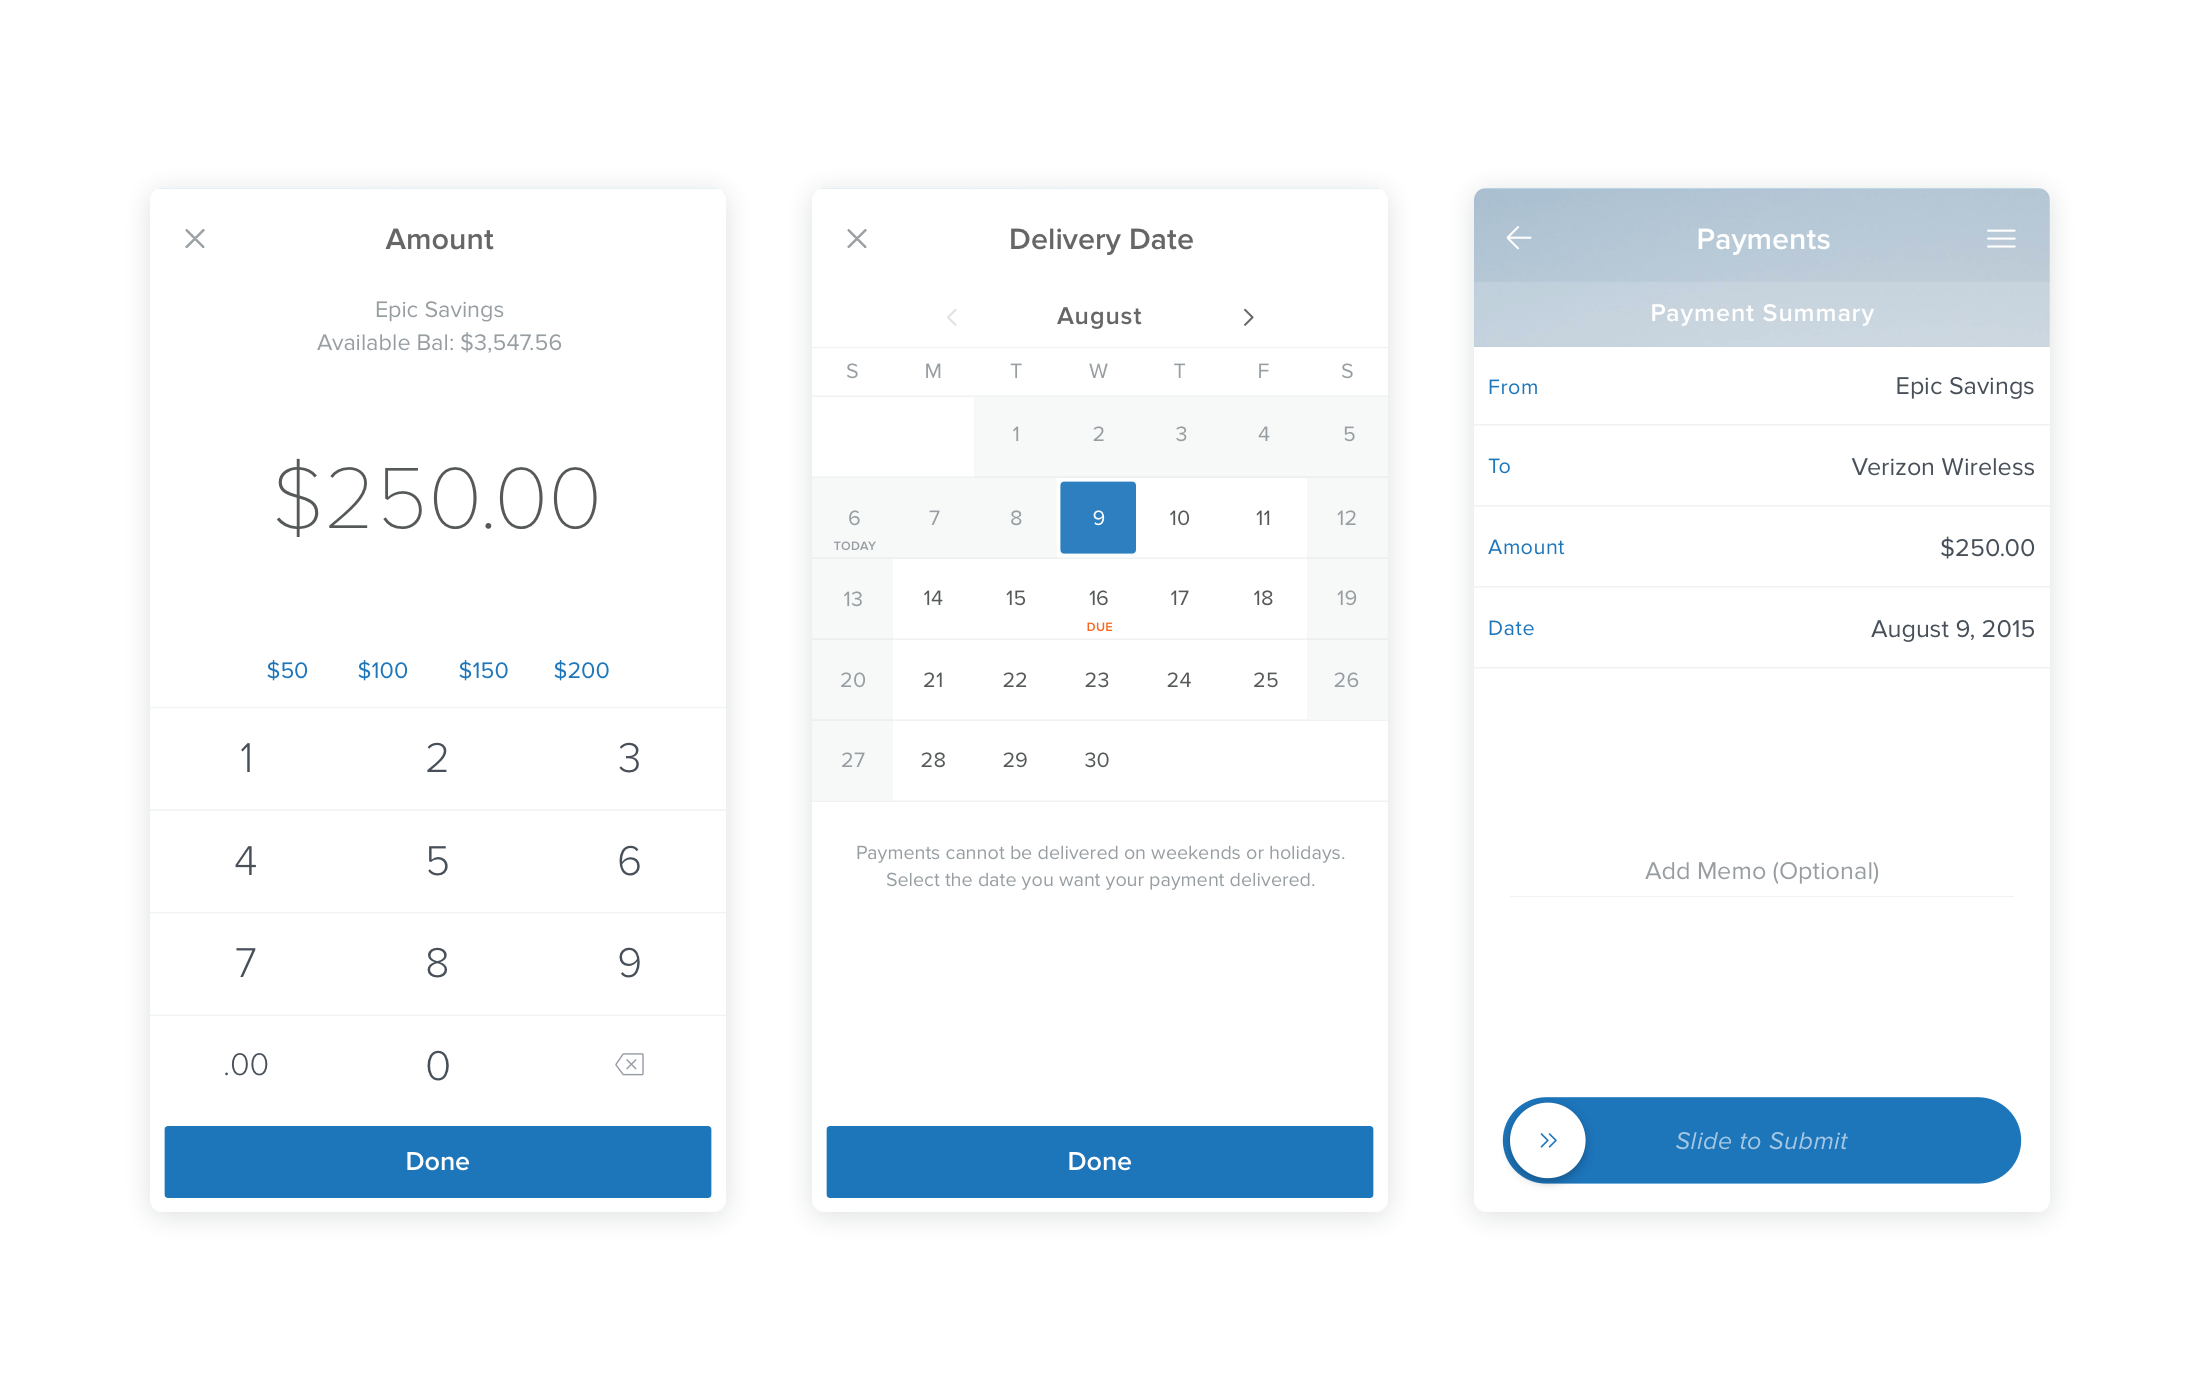 Amount
Epic Savings
Available Bal: $3,547.56
$250.00
$50 $100 $150 $200
1 2 3
4 5 6
7 8 9
.00 0
Done
Delivery Date
August
S M T W T F S
1 2 3 4 5
6 7 8 9 10 11 12
TODAY
13 14 15 16 17 18 19
DUE
20 21 22 23 24 25 26
27 28 29 30
Payments cannot be delivered on weekends or holidays.
Select the date you want your payment delivered.
Done
Payments
Payment Summary
From Epic Savings
To Verizon Wireless
Amount $250.00
Date August 9, 2015
Add Memo (Optional)
Slide to Submit